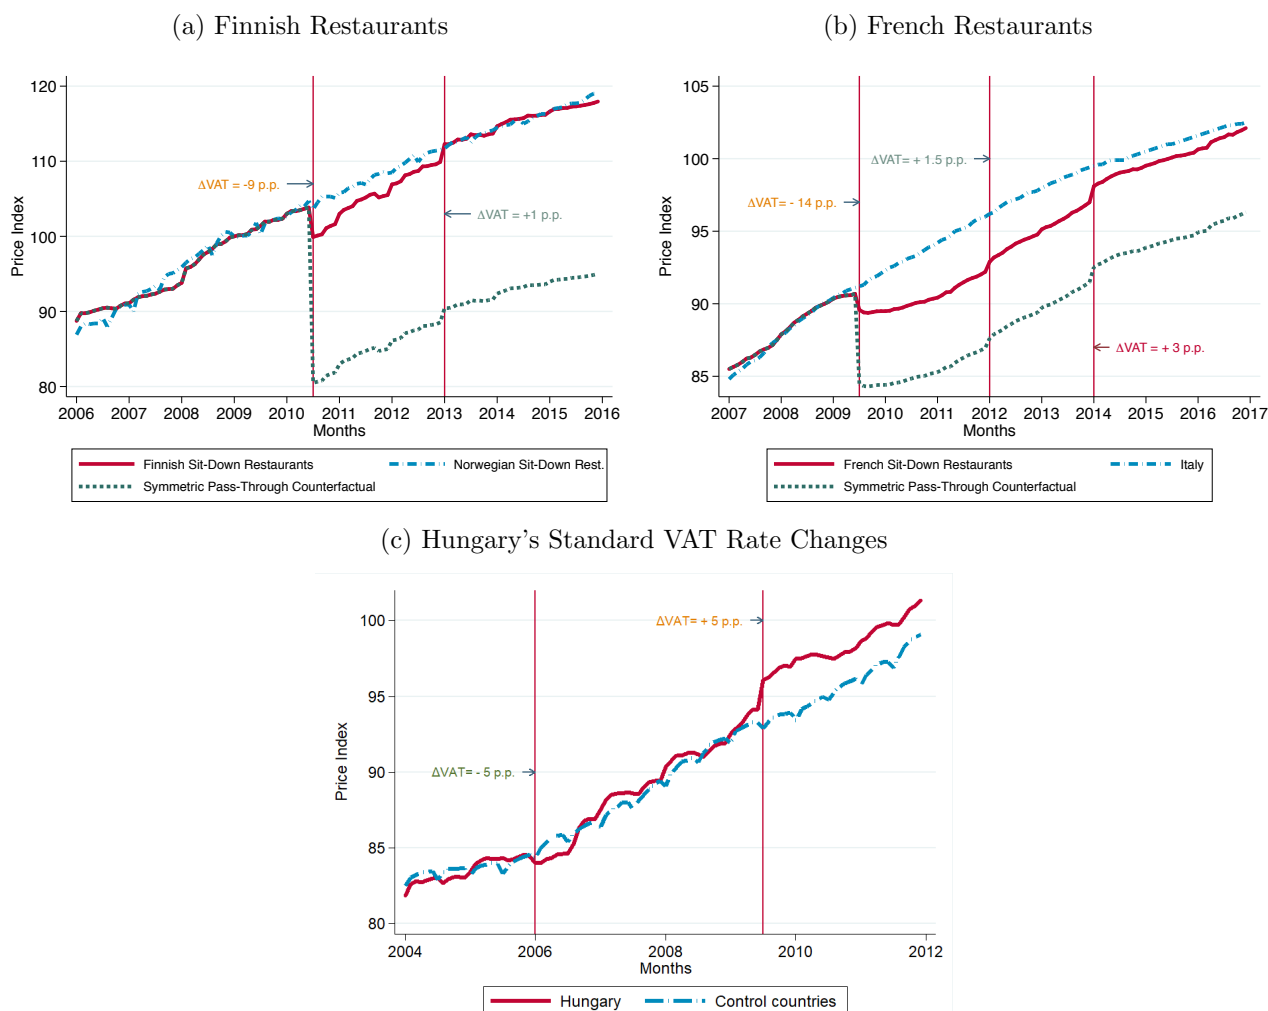 (a) Finnish Restaurants
120
110
100
90
80
Price Index
ΔVAT = -9 p.p.
ΔVAT = +1 p.p.
2006 2007 2008 2009 2010 2011 2012 2013 2014 2015 2016
Months
Finnish Sit-Down Restaurants
Norwegian Sit-Down Rest.
Symmetric Pass-Through Counterfactual
(b) French Restaurants
105
100
95
90
85
Price Index
ΔVAT= + 1.5 p.p.
ΔVAT= - 14 p.p.
ΔVAT= + 3 p.p.
2007 2008 2009 2010 2011 2012 2013 2014 2015 2016 2017
Months
French Sit-Down Restaurants
Italy
Symmetric Pass-Through Counterfactual
(c) Hungary's Standard VAT Rate Changes
100
95
90
85
80
Price Index
ΔVAT= + 5 p.p.
ΔVAT= - 5 p.p.
2004 2006 2008 2010 2012
Months
Hungary
Control countries